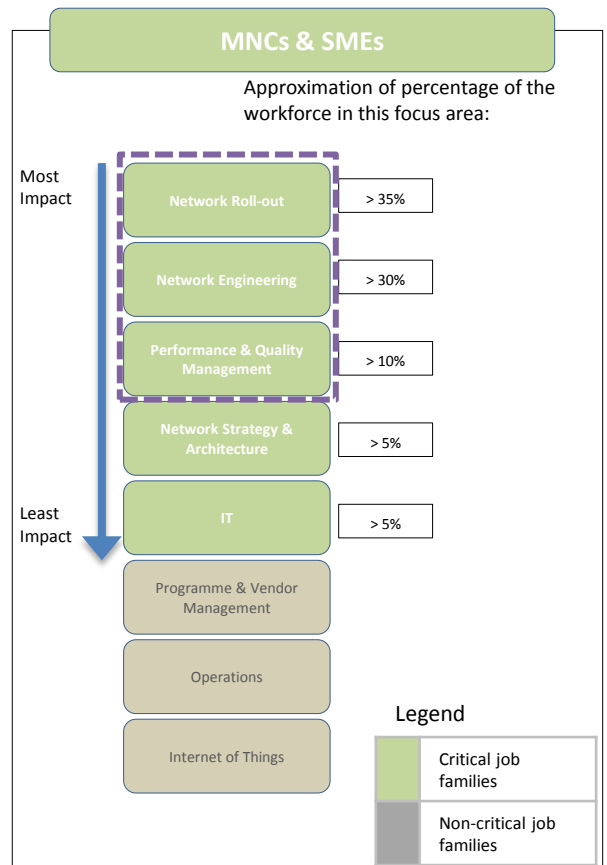 MNCs & SMEs
Approximation of percentage of the
workforce in this focus area:
Most
Impact
Network Roll-out
> 35%
Network Engineering
> 30%
Performance & Quality
Management
> 10%
Network Strategy &
Architecture
> 5%
Least
Impact
IT
> 5%
Programme & Vendor
Management
Operations
Internet of Things
Legend
Critical job
families
Non-critical job
families